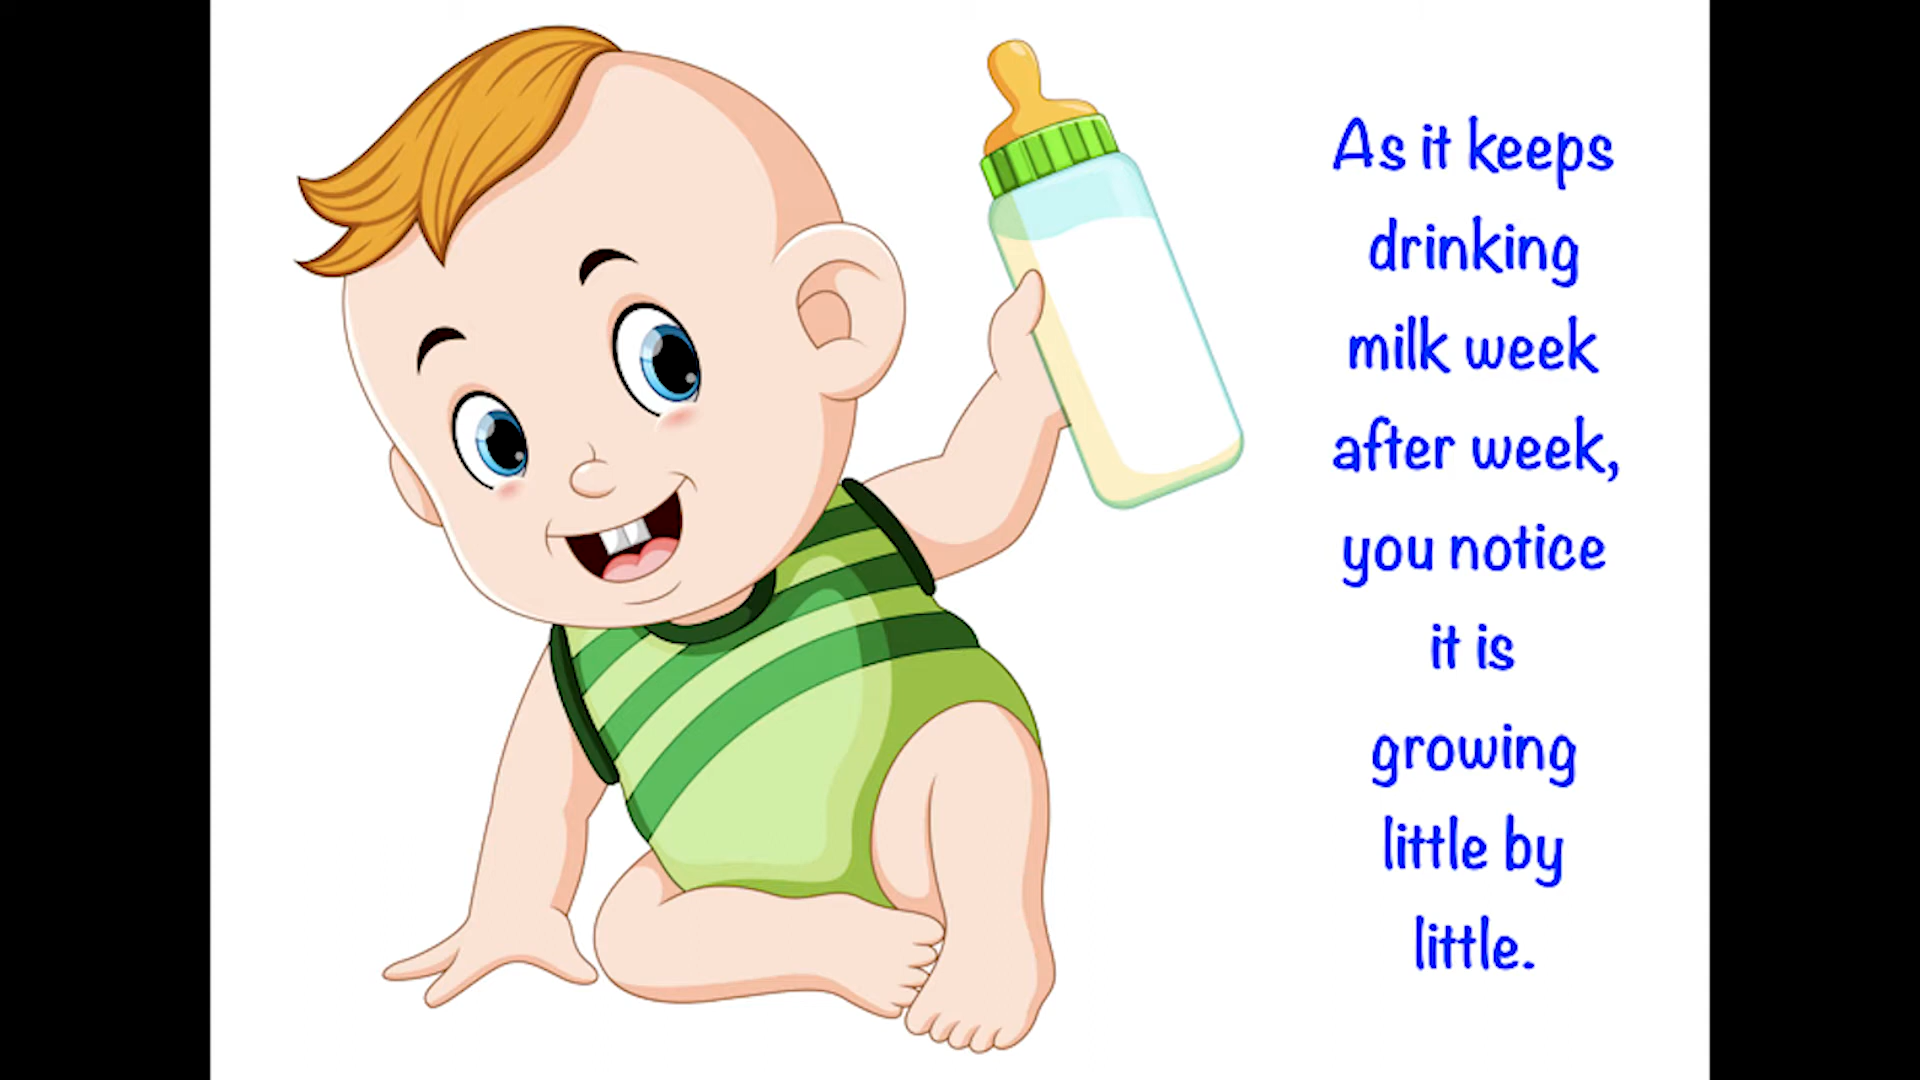 As it keeps
drinking
milk week
after week,
you notice
it is
growing
little by
little.